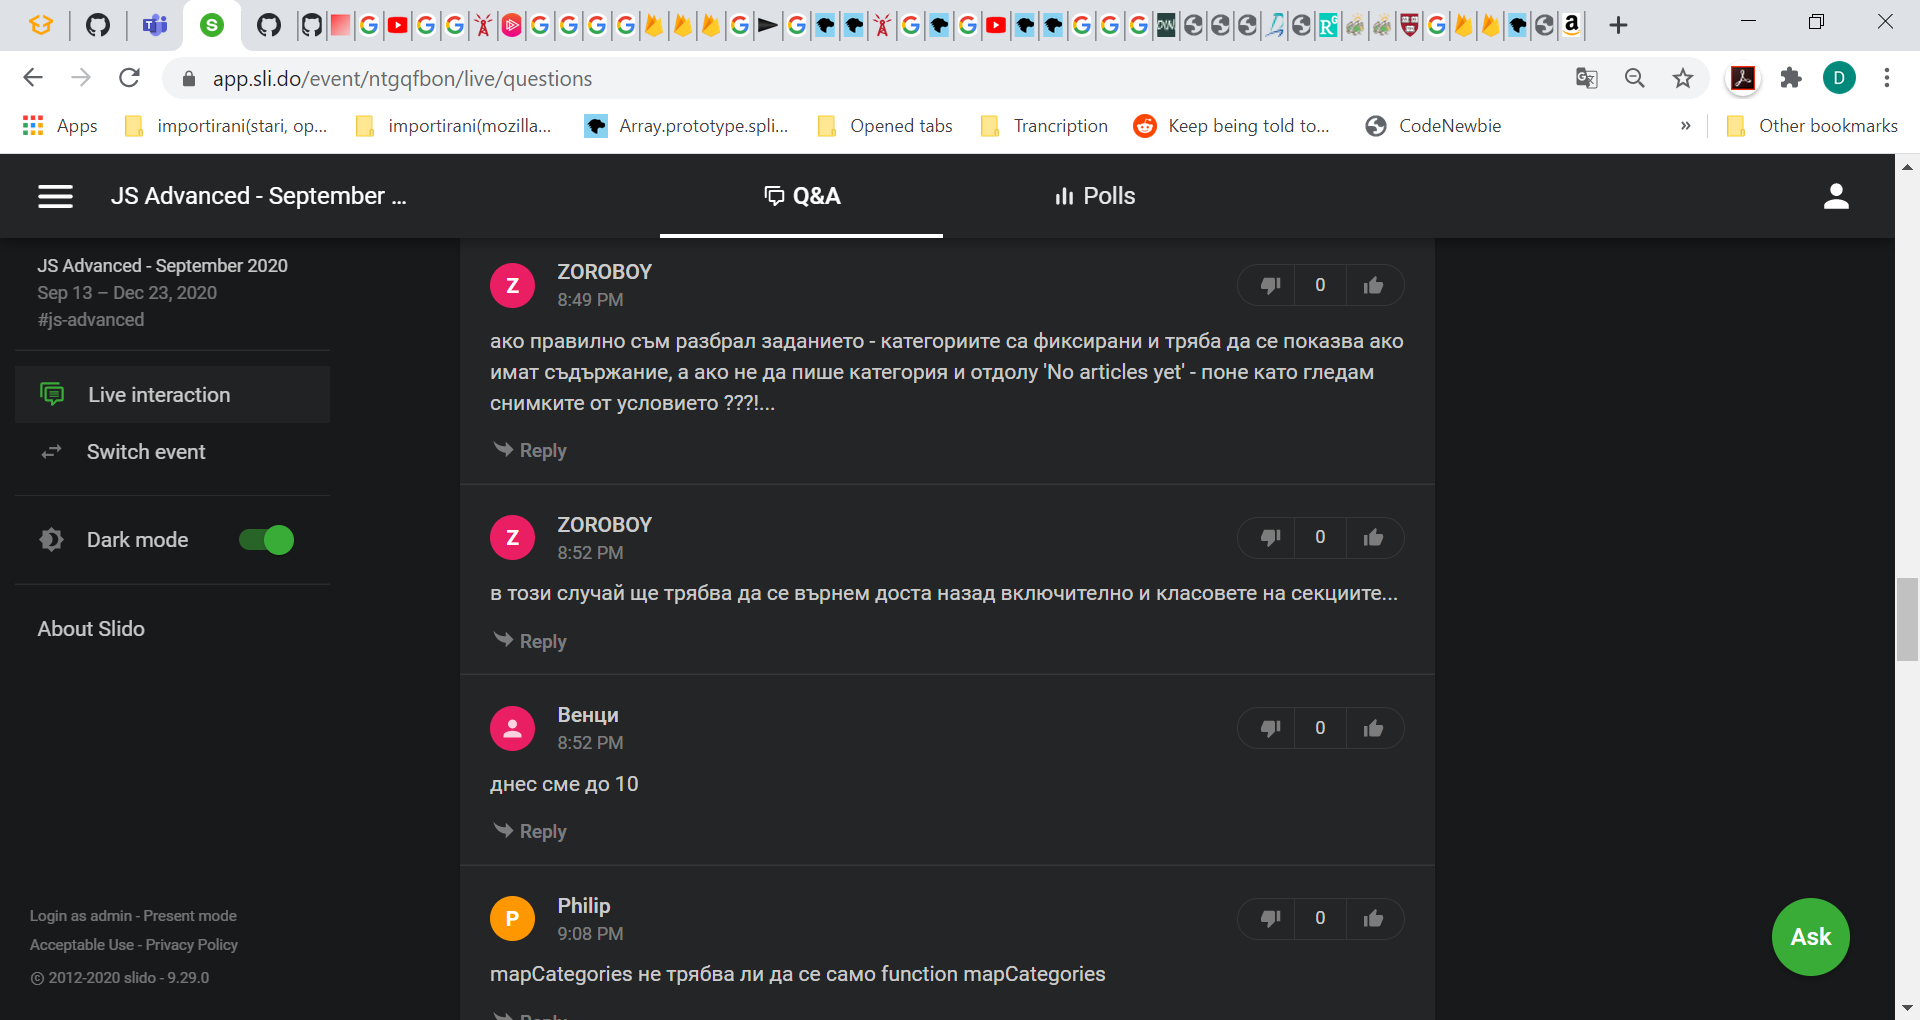 app.sli.do/event/ntgqfbon/live/questions
D
Apps
importirani(stari, op...
importirani(mozilla...
Array.prototype.spli...
Opened tabs
Trancription
Keep being told to...
CodeNewbie
»
Other bookmarks
JS Advanced - September ...
Q&A
Polls
JS Advanced - September 2020
Sep 13 – Dec 23, 2020
#js-advanced
Live interaction
Switch event
Dark mode
About Slido
Login as admin - Present mode
Acceptable Use - Privacy Policy
© 2012-2020 slido - 9.29.0
Z
ZOROBOY
8:49 PM
0
ако правилно съм разбрал заданието - категориите са фиксирани и тряба да се показва ако
имат съдържание, а ако не да пише категория и отдолу 'No articles yet' - поне като гледам
снимките от условието ???!...
Reply
Z
ZOROBOY
8:52 PM
0
в този случай ще трябва да се върнем доста назад включително и класовете на секциите...
Reply
Венци
8:52 PM
0
днес сме до 10
Reply
P
Philip
9:08 PM
0
mapCategories не трябва ли да се само function mapCategories
Reply
Ask